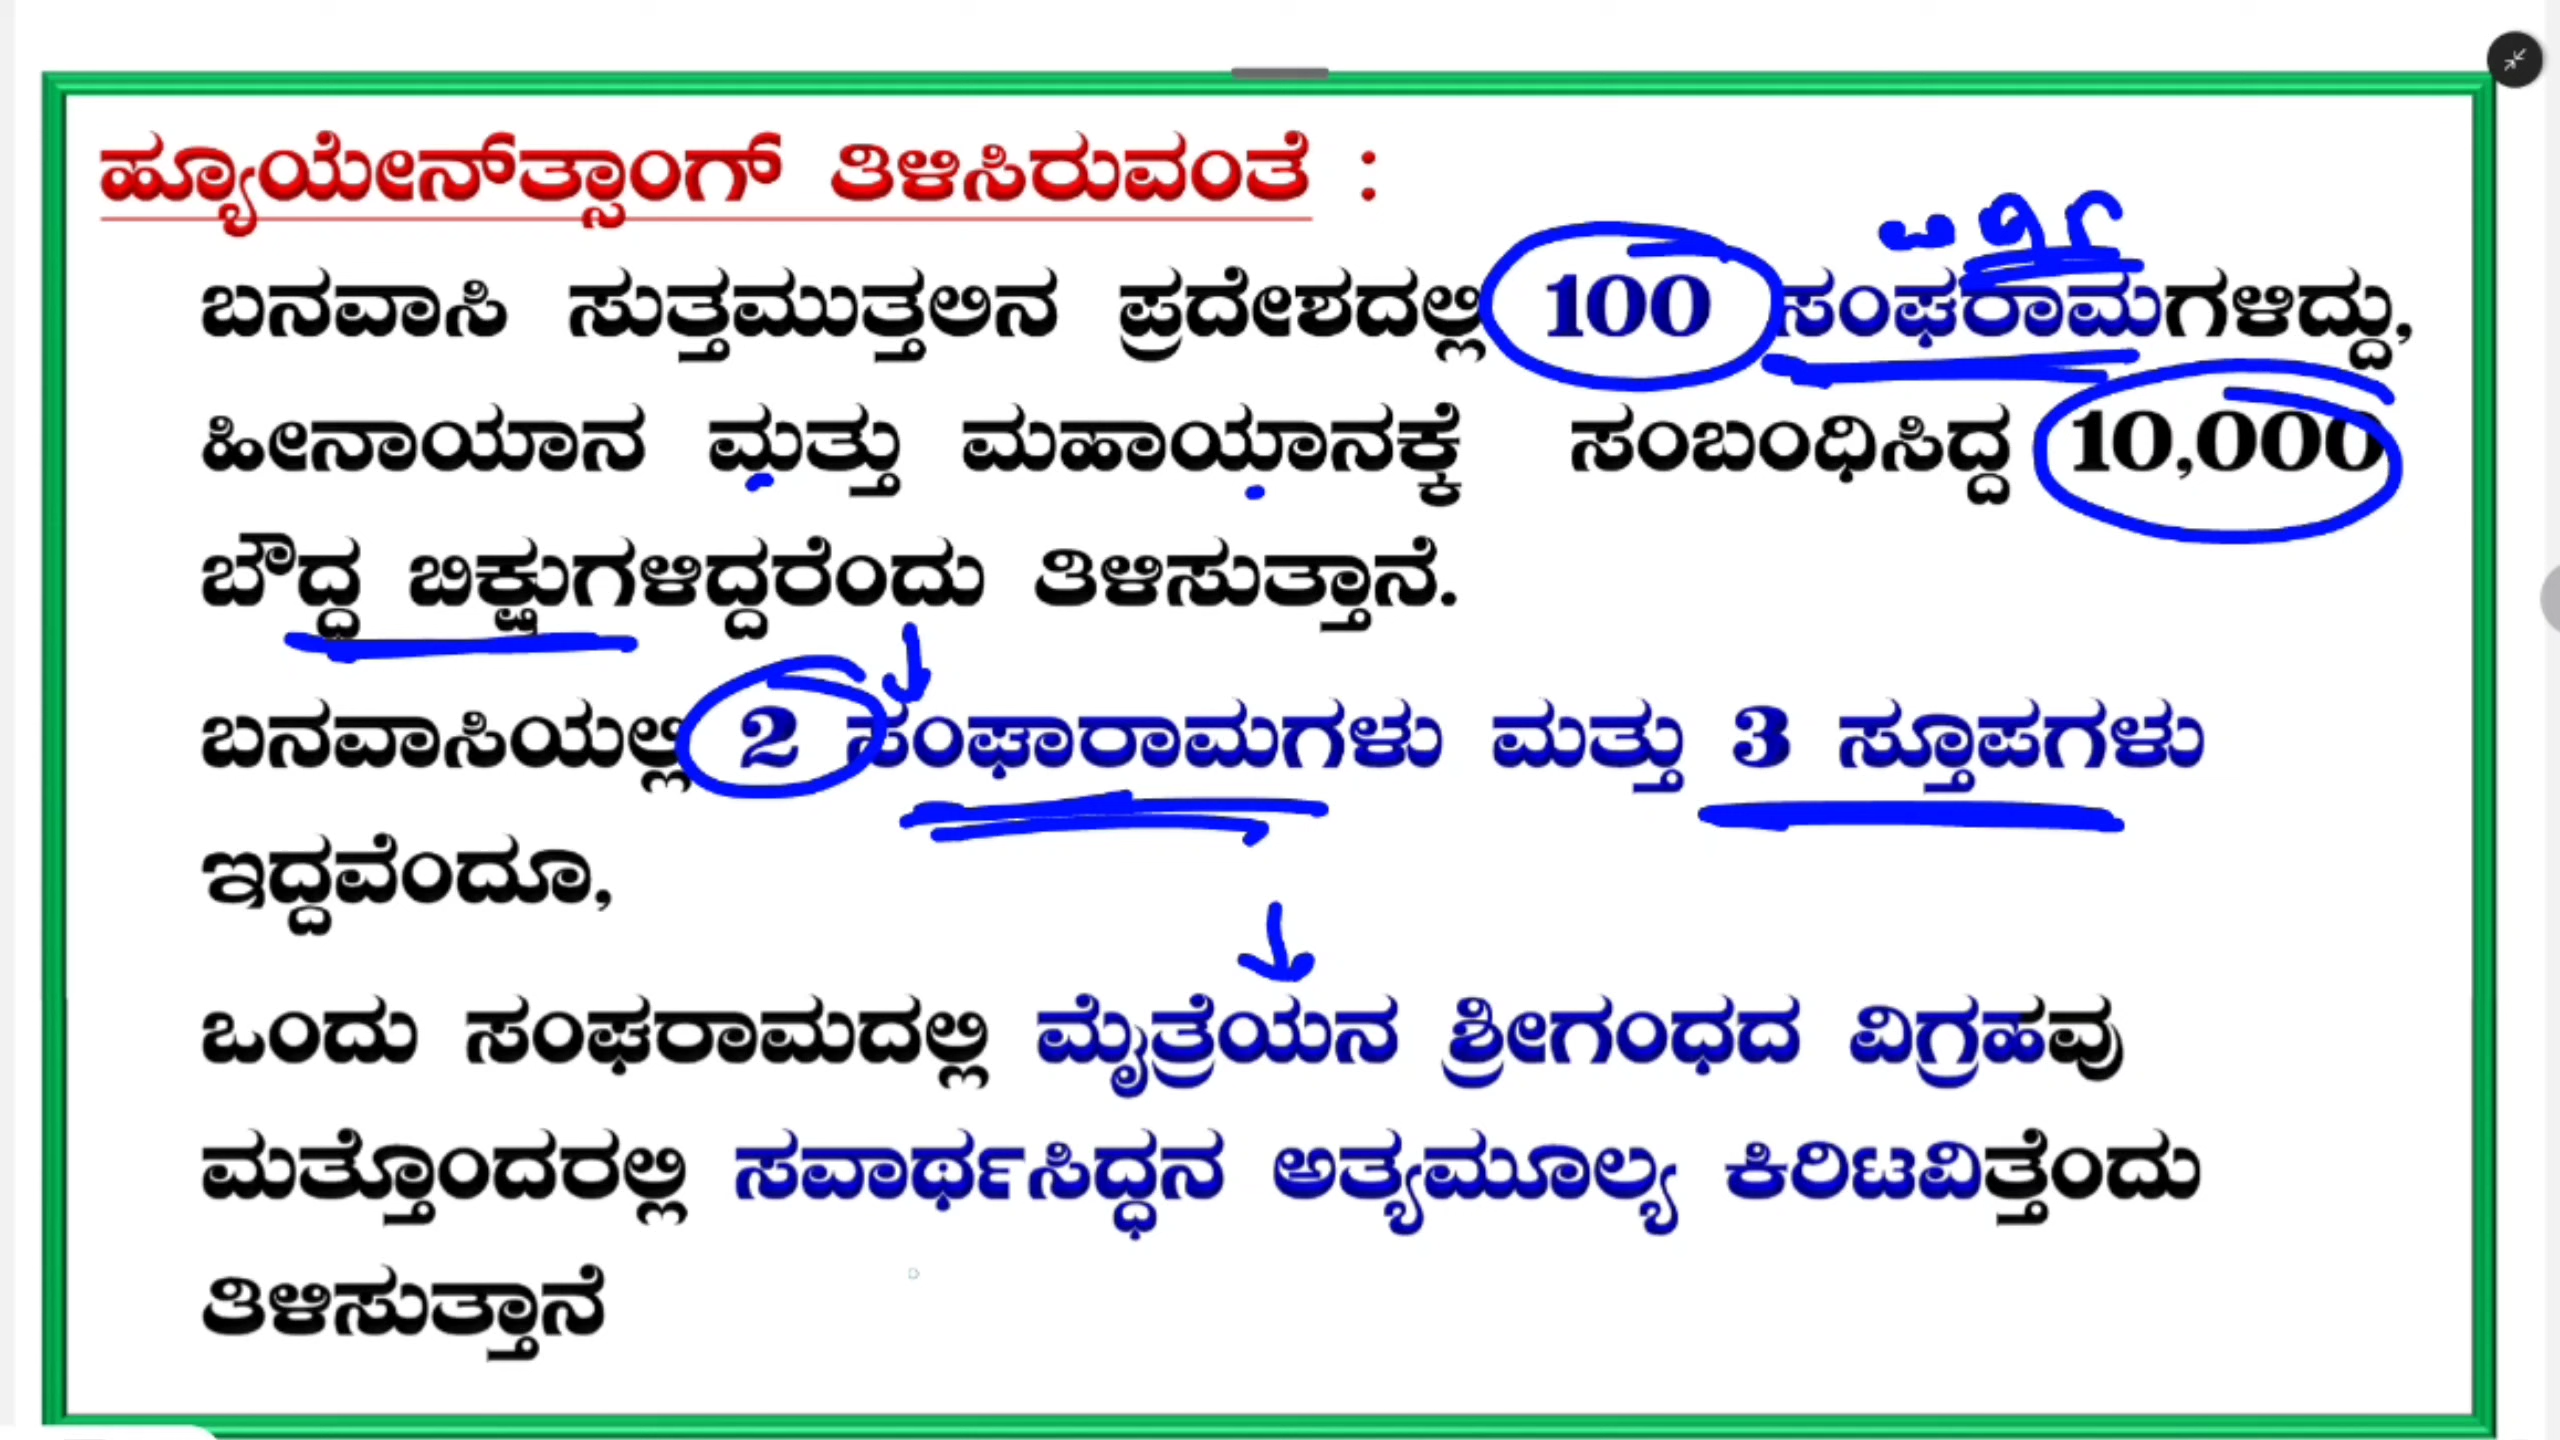 ಹ್ಯೂಯೇನ್‌ತ್ಸಾಂಗ್ ತಿಳಿಸಿರುವಂತೆ :
ಬನವಾಸಿ ಸುತ್ತಮುತ್ತಲಿನ ಪ್ರದೇಶದಲ್ಲಿ 100 ಸಂಘರಾಮಗಳಿದ್ದು,
ಹೀನಾಯಾನ ಮತ್ತು ಮಹಾಯಾನಕ್ಕೆ ಸಂಬಂಧಿಸಿದ್ದ 10,000
ಬೌದ್ದ ಬಿಕ್ಷುಗಳಿದ್ದರೆಂದು ತಿಳಿಸುತ್ತಾನೆ.
ಬನವಾಸಿಯಲ್ಲಿ 2 ಸಂಘಾರಾಮಗಳು ಮತ್ತು 3 ಸ್ತೂಪಗಳು
ಇದ್ದವೆಂದೂ,
ಒಂದು ಸಂಘರಾಮದಲ್ಲಿ ಮೈತ್ರೆಯನ ಶ್ರೀಗಂಧದ ವಿಗ್ರಹವು
ಮತ್ತೊಂದರಲ್ಲಿ ಸವಾರ್ಥಸಿದ್ಧನ ಅತ್ಯಮೂಲ್ಯ ಕಿರಿಟವಿತ್ತೆಂದು
ತಿಳಿಸುತ್ತಾನೆ